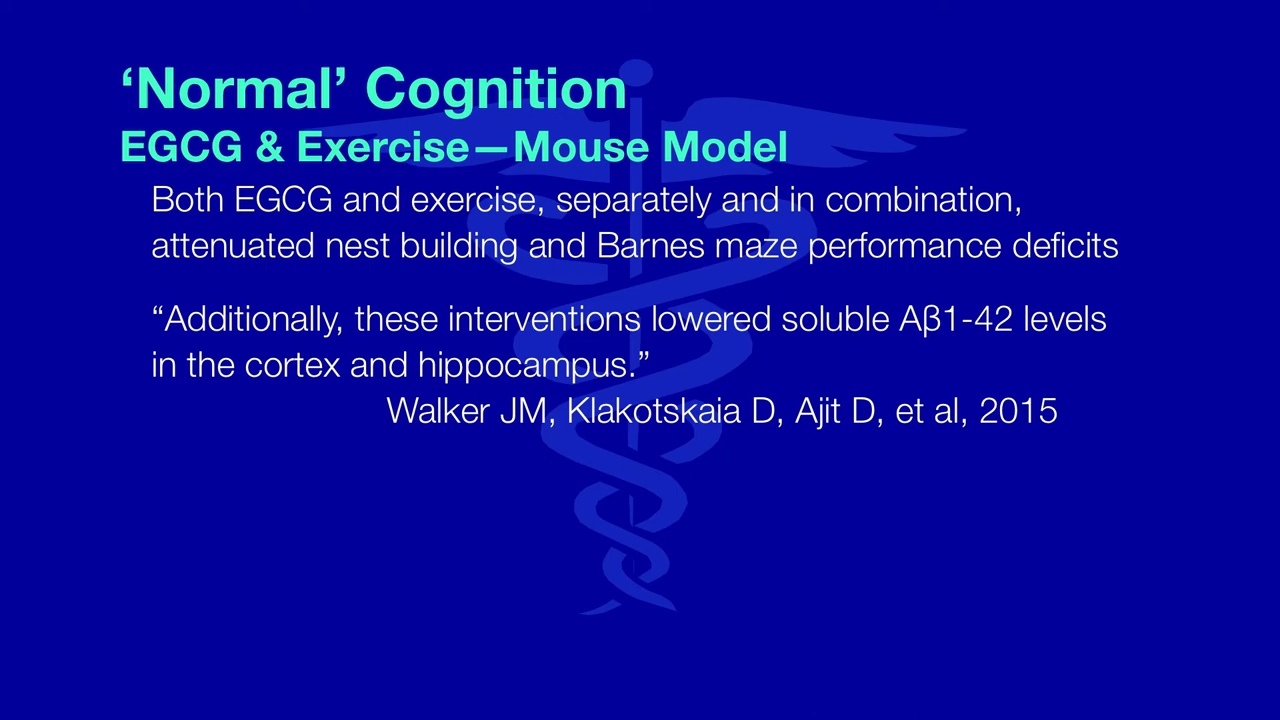 ‘Normal’ Cognition
EGCG & Exercise—Mouse Model
Both EGCG and exercise, separately and in combination,
attenuated nest building and Barnes maze performance deficits
“Additionally, these interventions lowered soluble Aβ1-42 levels
in the cortex and hippocampus.”
Walker JM, Klakotskaia D, Ajit D, et al, 2015